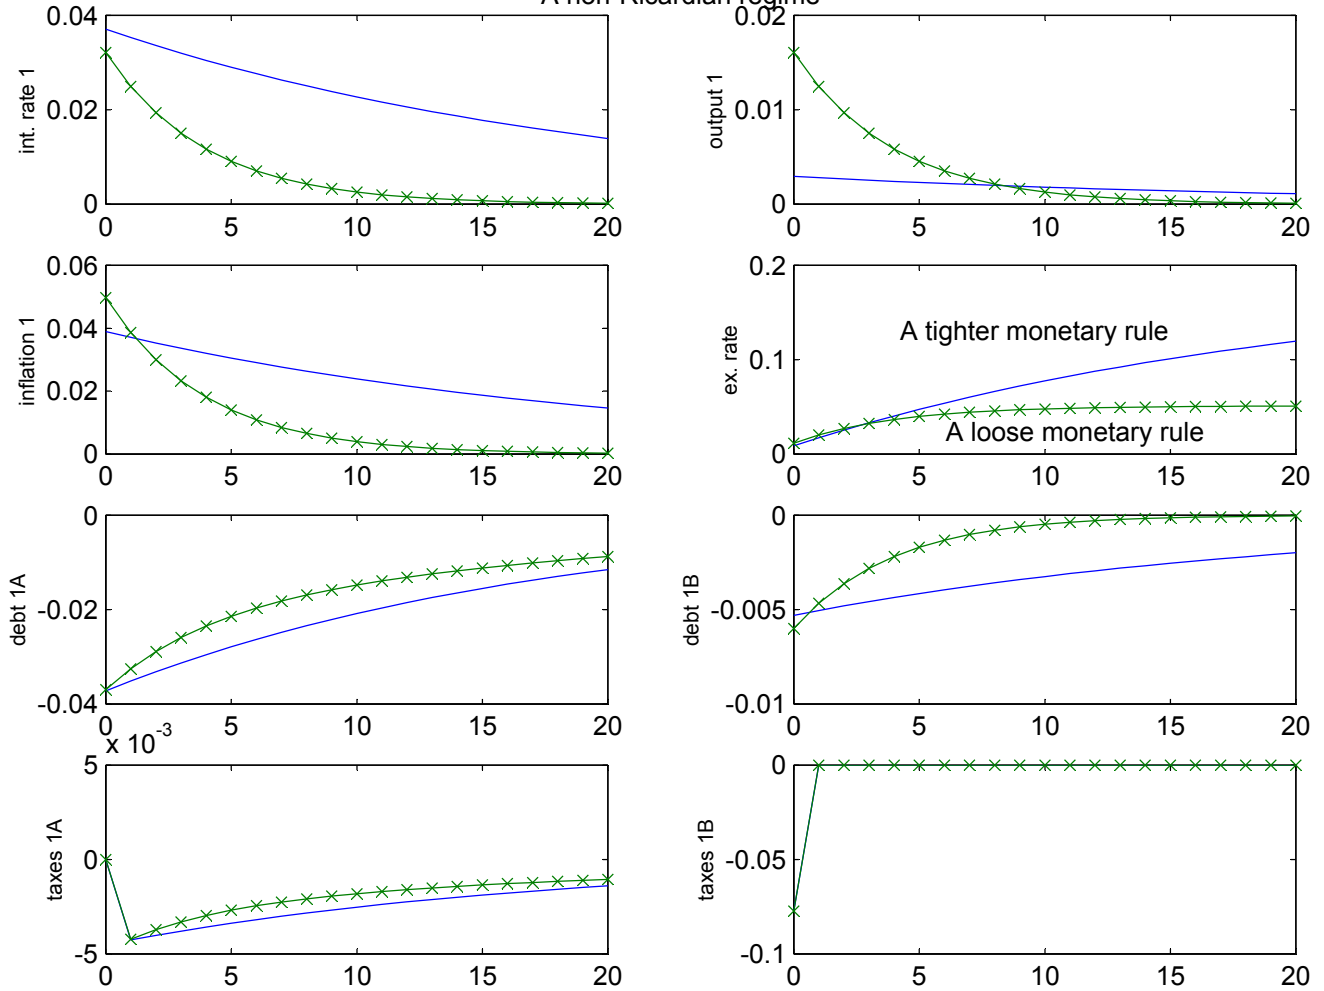 A non-Ricardian regime
0.04
0.02
0
int. rate 1
0 5 10 15 20
0.02
0.01
0
output 1
0 5 10 15 20
0.06
0.04
0.02
0
inflation 1
0 5 10 15 20
0.2
0.1
0
ex. rate
A tighter monetary rule
A loose monetary rule
0 5 10 15 20
0
-0.02
-0.04
debt 1A
0 5 10 15 20
0
-0.005
-0.01
debt 1B
0 5 10 15 20
x 10-3
5
0
-5
taxes 1A
0 5 10 15 20
0
-0.05
-0.1
taxes 1B
0 5 10 15 20